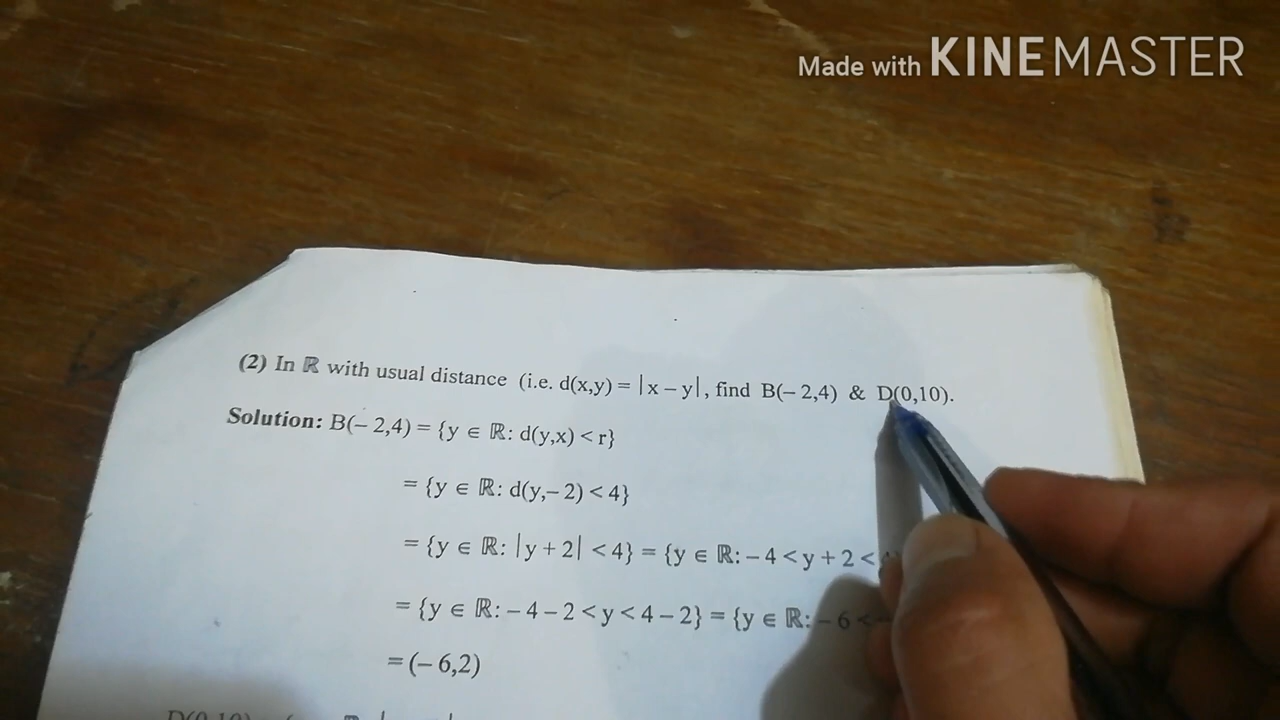 Made with KINEMASTER
(2) In ℝ with usual distance (i.e. d(x,y) = |x − y|, find B(− 2,4) & D(0,10).
Solution: B(− 2,4) = {y ∈ ℝ: d(y,x) < r}
= {y ∈ ℝ: d(y,− 2) < 4}
= {y ∈ ℝ: |y + 2| < 4} = {y ∈ ℝ: − 4 < y + 2 <
= {y ∈ ℝ: − 4 − 2 < y < 4 − 2} = {y ∈ ℝ: − 6 <
= (− 6,2)